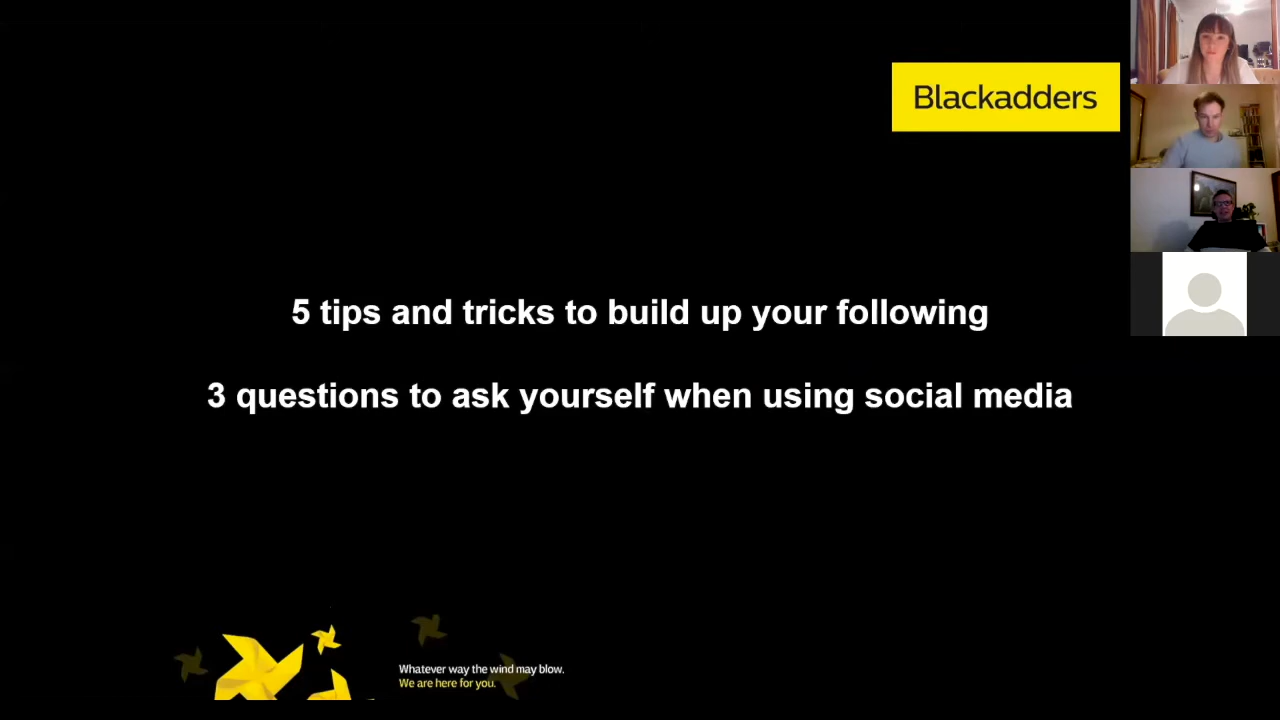 Blackadders
5 tips and tricks to build up your following
3 questions to ask yourself when using social media
Whatever way the wind may blow.
We are here for you.